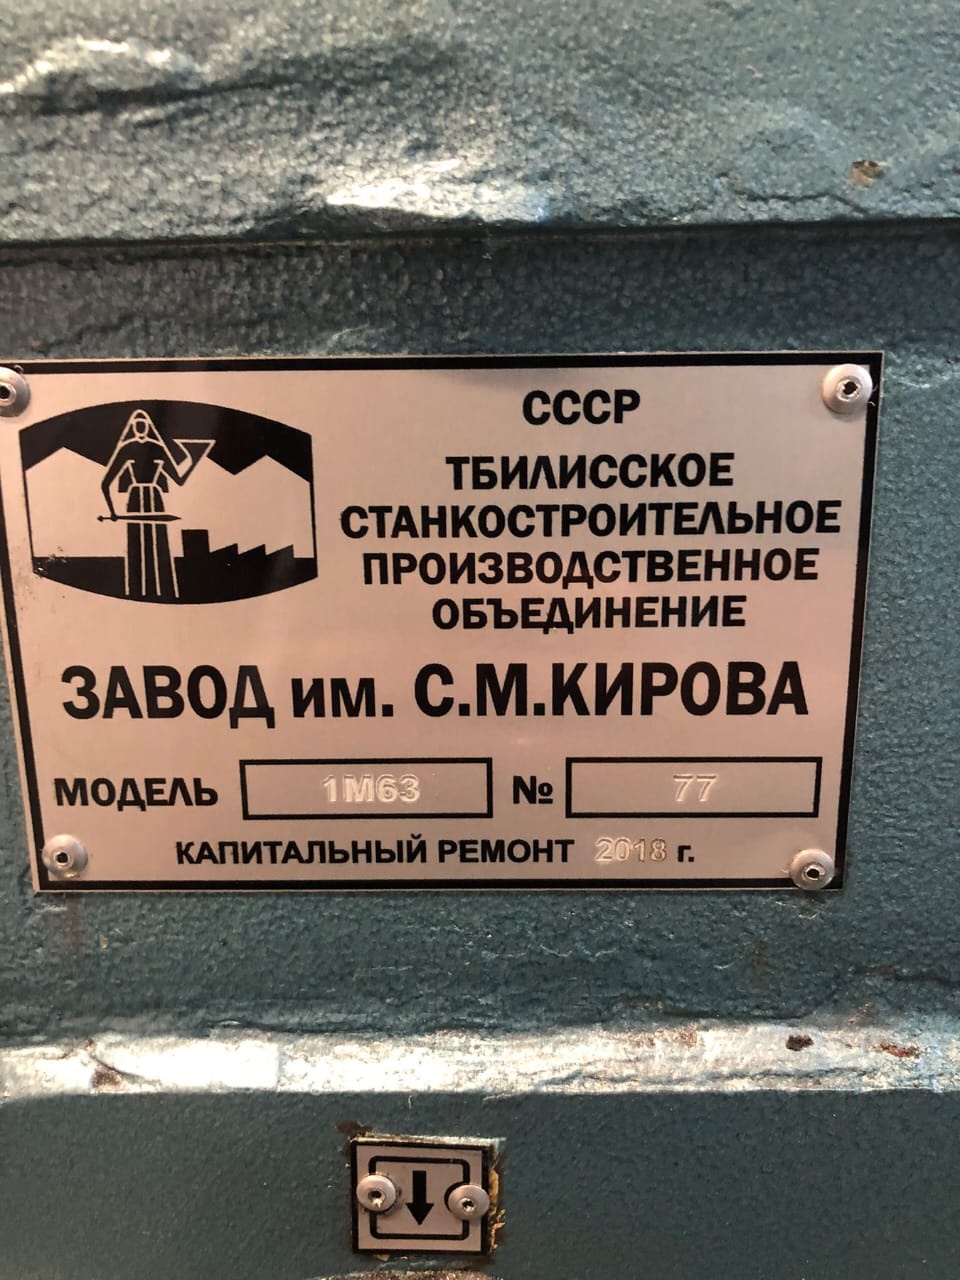 СССР
ТБИЛИССКОЕ
СТАНКОСТРОИТЕЛЬНОЕ
ПРОИЗВОДСТВЕННОЕ
ОБЪЕДИНЕНИЕ
ЗАВОД им. С.М.КИРОВА
МОДЕЛЬ 1М63 № 77
КАПИТАЛЬНЫЙ РЕМОНТ 2018 г.